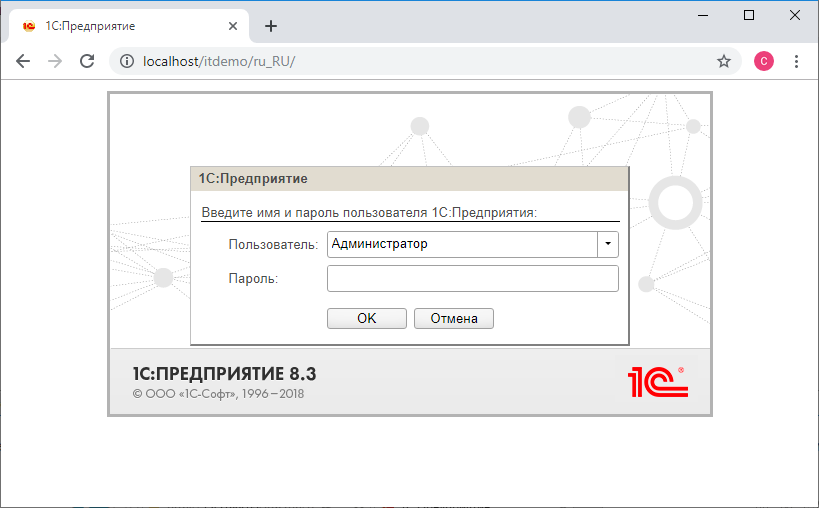 1С:Предприятие
localhost/itdemo/ru_RU/
С
1С:Предприятие
Введите имя и пароль пользователя 1С:Предприятия:
Пользователь: Администратор
Пароль:
OK Отмена
1С:ПРЕДПРИЯТИЕ 8.3
© ООО «1С-Софт», 1996–2018
1С®